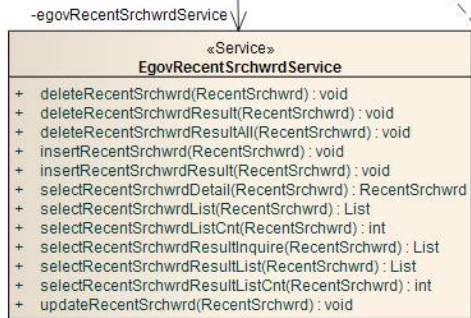 -egovRecentSrchwrdService
«Service»
EgovRecentSrchwrdService
+ deleteRecentSrchwrd(RecentSrchwrd) : void
+ deleteRecentSrchwrdResult(RecentSrchwrd) : void
+ deleteRecentSrchwrdResultAll(RecentSrchwrd) : void
+ insertRecentSrchwrd(RecentSrchwrd) : void
+ insertRecentSrchwrdResult(RecentSrchwrd) : void
+ selectRecentSrchwrdDetail(RecentSrchwrd) : RecentSrchwrd
+ selectRecentSrchwrdList(RecentSrchwrd) : List
+ selectRecentSrchwrdListCnt(RecentSrchwrd) : int
+ selectRecentSrchwrdResultInquire(RecentSrchwrd) : List
+ selectRecentSrchwrdResultList(RecentSrchwrd) : List
+ selectRecentSrchwrdResultListCnt(RecentSrchwrd) : int
+ updateRecentSrchwrd(RecentSrchwrd) : void